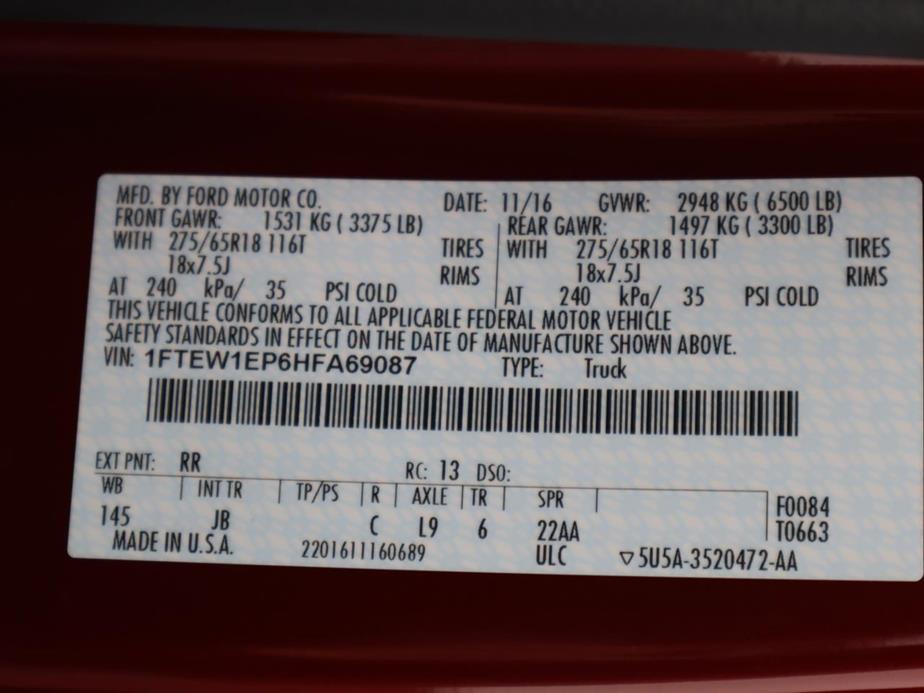 MFD. BY FORD MOTOR CO. DATE: 11/16 GVWR: 2948 KG ( 6500 LB)
FRONT GAWR: 1531 KG ( 3375 LB) REAR GAWR: 1497 KG ( 3300 LB)
WITH 275/65R18 116T TIRES WITH 275/65R18 116T TIRES
18x7.5J RIMS 18x7.5J RIMS
AT 240 kPa/ 35 PSI COLD AT 240 kPa/ 35 PSI COLD
THIS VEHICLE CONFORMS TO ALL APPLICABLE FEDERAL MOTOR VEHICLE
SAFETY STANDARDS IN EFFECT ON THE DATE OF MANUFACTURE SHOWN ABOVE.
VIN: 1FTEW1EP6HFA69087 TYPE: Truck
EXT PNT: RR RC: 13 DSO:
WB INT TR TP/PS R AXLE TR SPR F0084
145 JB C L9 6 22AA T0663
MADE IN U.S.A. 2201611160689 ULC ▽5U5A-3520472-AA